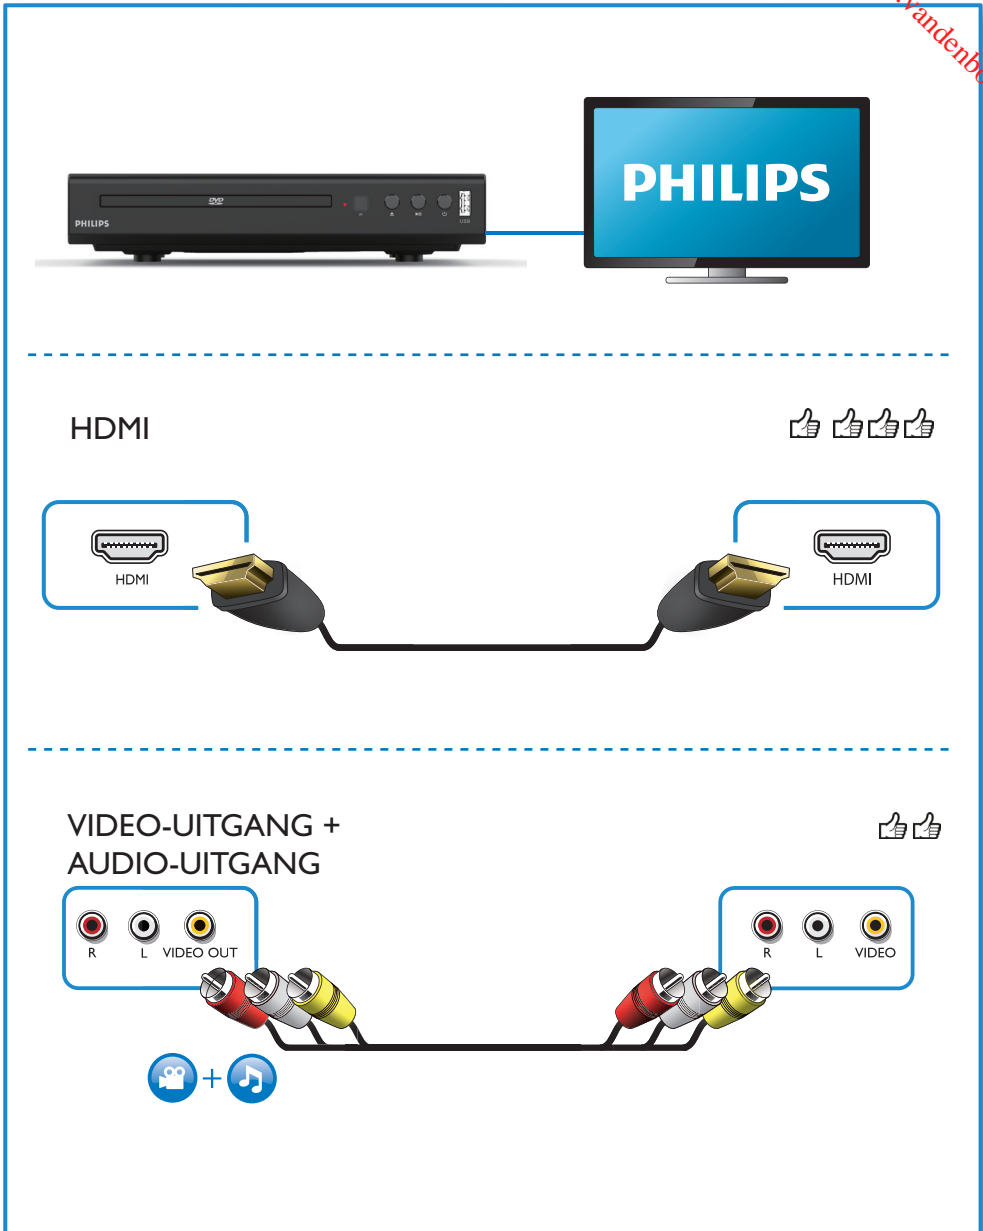 PHILIPS
DVD
PHILIPS
USB
HDMI
HDMI
HDMI
VIDEO-UITGANG +
AUDIO-UITGANG
R L VIDEO OUT
R L VIDEO
+